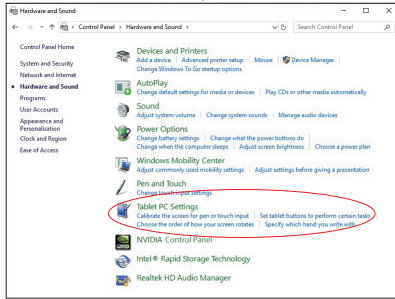 Hardware and Sound
Control Panel > Hardware and Sound >
Search Control Panel
Control Panel Home
System and Security
Network and Internet
Hardware and Sound
Programs
User Accounts
Appearance and
Personalization
Clock and Region
Ease of Access
Devices and Printers
Add a device | Advanced printer setup | Mouse | Device Manager |
Change Windows To Go startup options
AutoPlay
Change default settings for media or devices | Play CDs or other media automatically
Sound
Adjust system volume | Change system sounds | Manage audio devices
Power Options
Change battery settings | Change what the power buttons do |
Change when the computer sleeps | Adjust screen brightness | Choose a power plan
Windows Mobility Center
Adjust commonly used mobility settings | Adjust settings before giving a presentation
Pen and Touch
Change touch input settings
Tablet PC Settings
Calibrate the screen for pen or touch input | Set tablet buttons to perform certain tasks
Choose the order of how your screen rotates | Specify which hand you write with
NVIDIA Control Panel
Intel® Rapid Storage Technology
Realtek HD Audio Manager